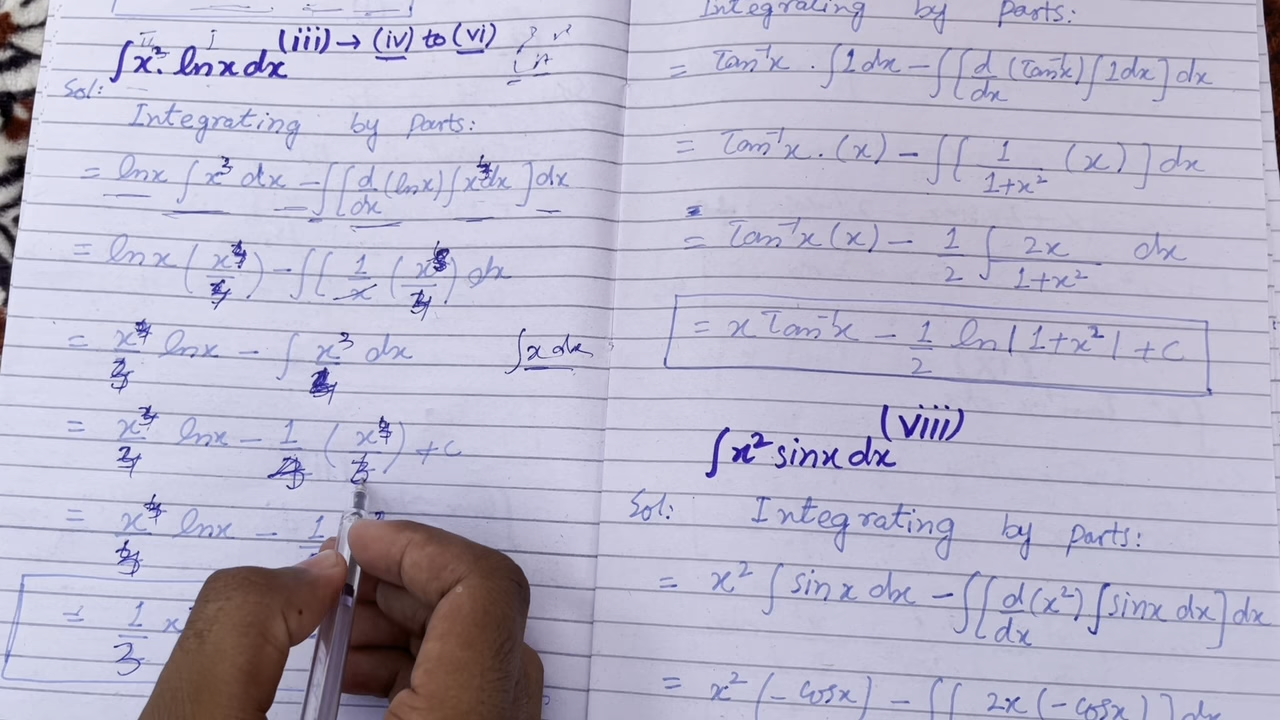 (iii) → (iv) to (vi)
∫x³. lnx dx
Sol:
Integrating by parts:
= lnx ∫ x³ dx - ∫[d/dx (lnx) ∫ x³ dx] dx
= lnx (x⁴/4) - ∫[1/x (x⁴/4) dx
= x⁴/4 lnx - ∫ x³/4 dx
∫x dx
= x⁴/4 lnx - 1/4 (x⁴/4) + c
= x⁴/4 lnx - 1
= 1/3 x
Integrating by parts:
= Tan⁻¹x . ∫1dx - ∫[d/dx (Tan⁻¹x) ∫1dx] dx
= Tan⁻¹x . (x) - ∫[1/1+x² (x)] dx
= Tan⁻¹x (x) - 1/2 ∫ 2x/1+x² dx
= x Tan⁻¹x - 1/2 ln|1+x²| + c
(viii)
∫x² sinx dx
Sol: Integrating by parts:
= x² ∫ sinx dx - ∫[d/dx (x²) ∫sinx dx] dx
= x² (-cosx) - ∫[ 2x (-cosx) ] dx